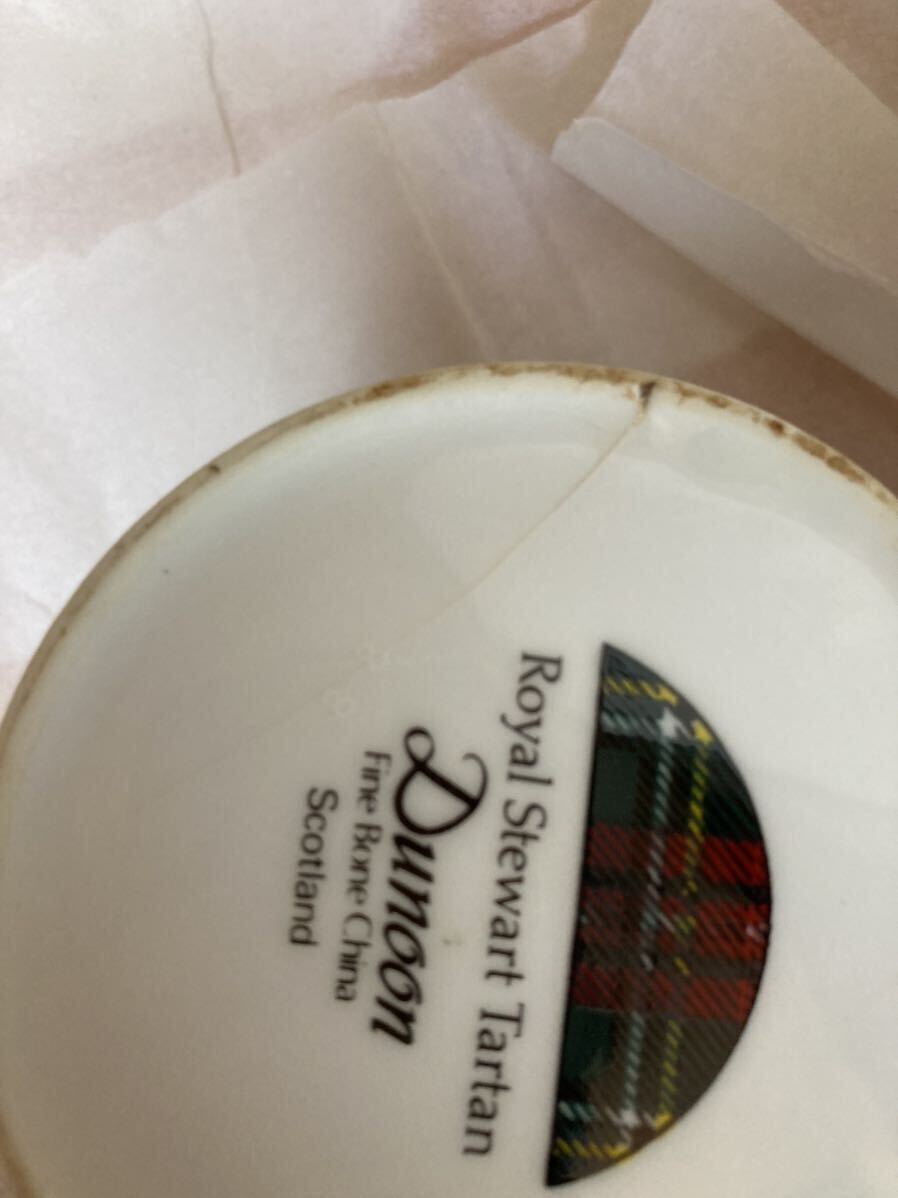 Royal Stewart Tartan
Dunoon
Fine Bone China
Scotland